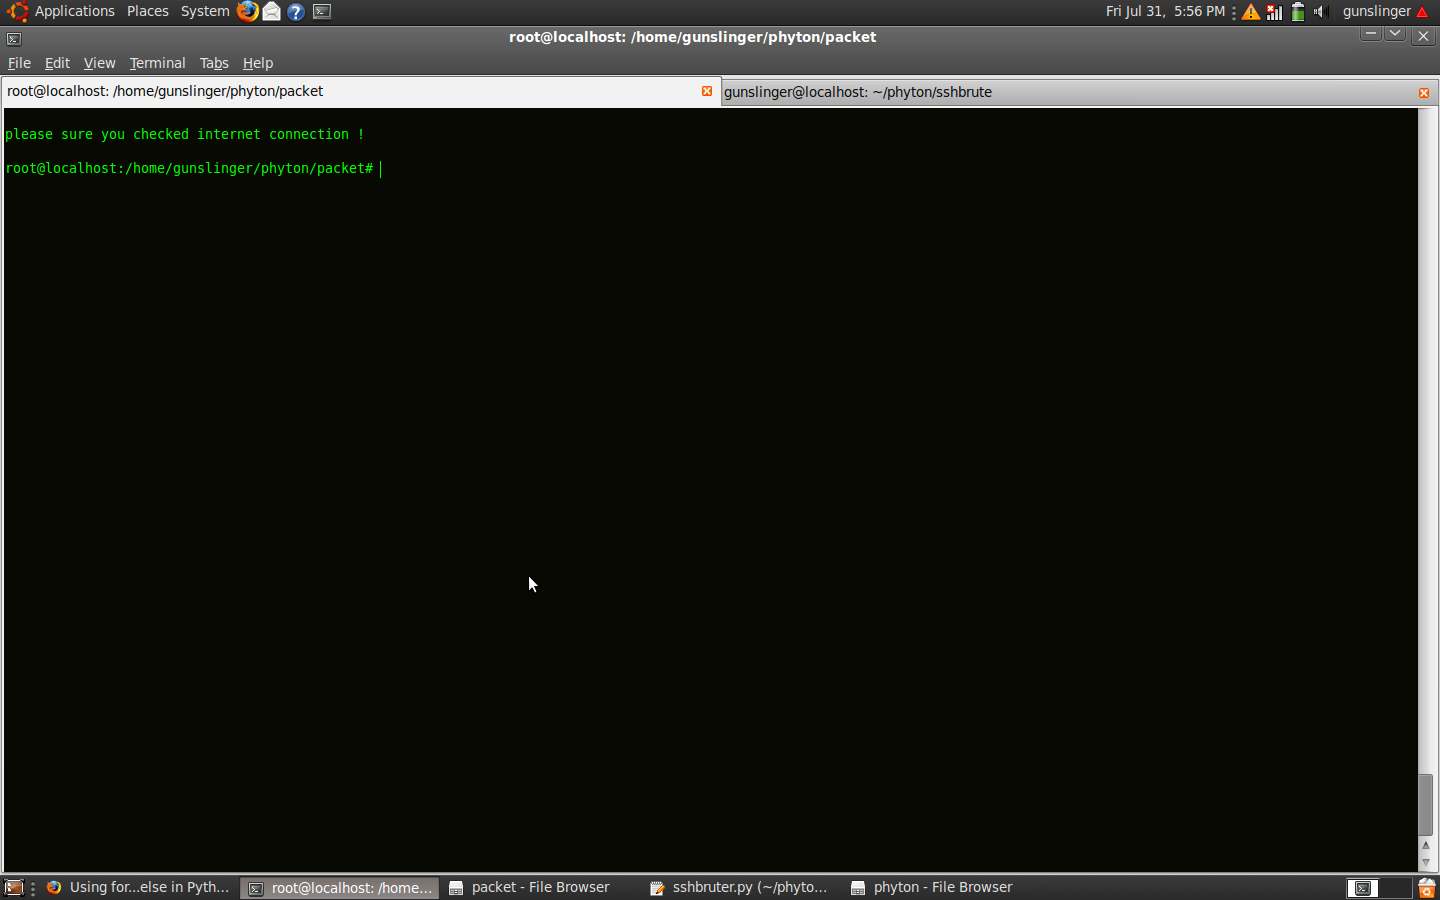 Applications Places System
Fri Jul 31, 5:56 PM
gunslinger
root@localhost: /home/gunslinger/phyton/packet
File Edit View Terminal Tabs Help
root@localhost: /home/gunslinger/phyton/packet
gunslinger@localhost: ~/phyton/sshbrute
please sure you checked internet connection !
root@localhost:/home/gunslinger/phyton/packet#
Using for...else in Pyth...
root@localhost: /home...
packet - File Browser
sshbruter.py (~/phyto...
phyton - File Browser